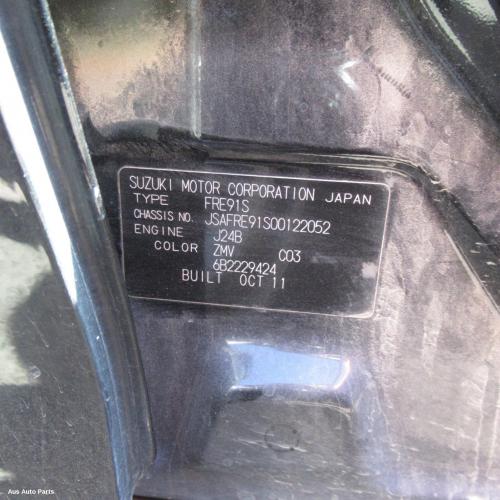 SUZUKI MOTOR CORPORATION JAPAN
TYPE FRE91S
CHASSIS NO. JSAFRE91S00122052
ENGINE J24B
COLOR ZMV C03
6B2229424
BUILT OCT 11
Aus Auto Parts